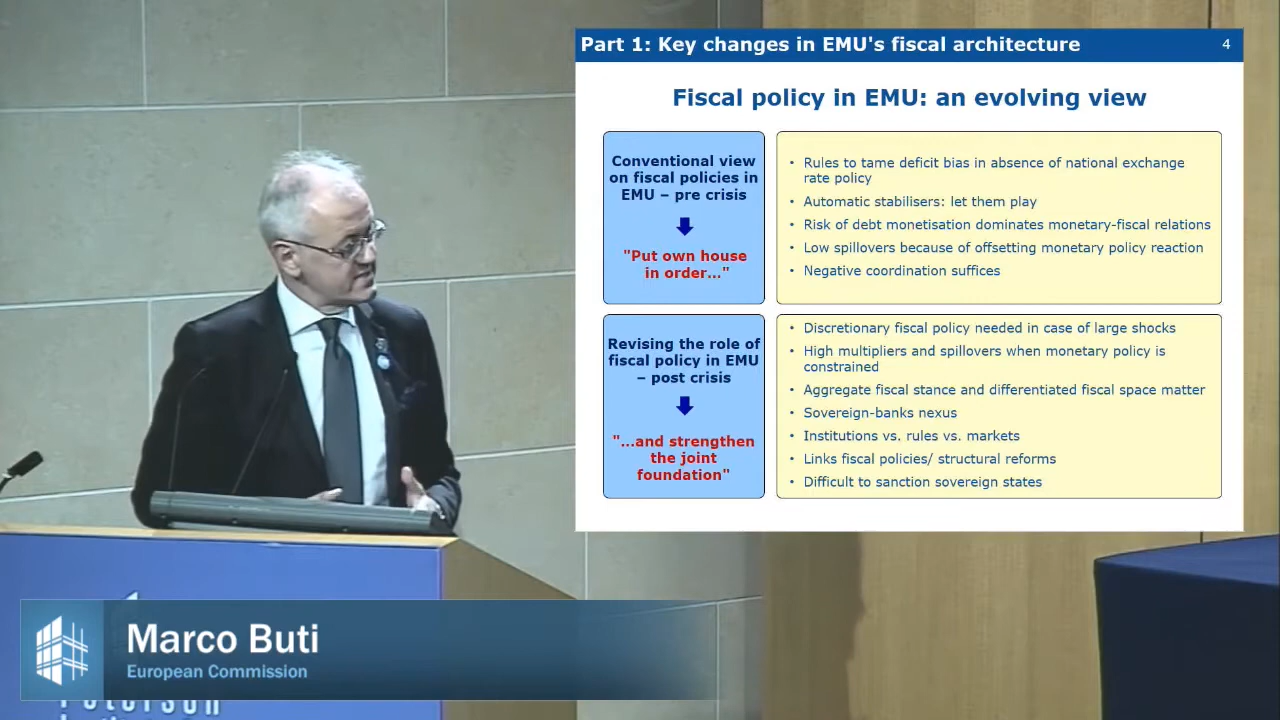 Part 1: Key changes in EMU's fiscal architecture
4
Fiscal policy in EMU: an evolving view
Conventional view
on fiscal policies in
EMU – pre crisis
"Put own house
in order…"
• Rules to tame deficit bias in absence of national exchange
rate policy
• Automatic stabilisers: let them play
• Risk of debt monetisation dominates monetary-fiscal relations
• Low spillovers because of offsetting monetary policy reaction
• Negative coordination suffices
Revising the role of
fiscal policy in EMU
– post crisis
"…and strengthen
the joint
foundation"
• Discretionary fiscal policy needed in case of large shocks
• High multipliers and spillovers when monetary policy is
constrained
• Aggregate fiscal stance and differentiated fiscal space matter
• Sovereign-banks nexus
• Institutions vs. rules vs. markets
• Links fiscal policies/ structural reforms
• Difficult to sanction sovereign states
Marco Buti
European Commission
Peterson